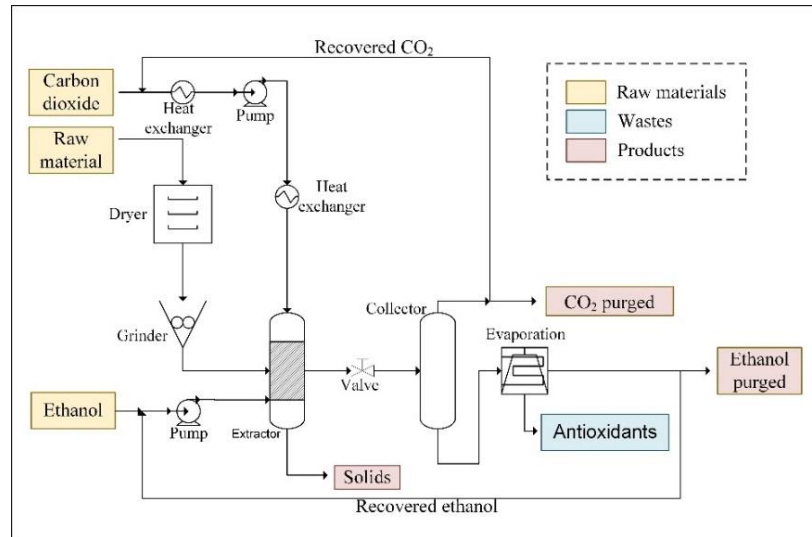 Recovered CO₂
Carbon
dioxide
Heat
exchanger
Pump
Raw materials
Wastes
Products
Raw
material
Heat
exchanger
Dryer
Collector
CO₂ purged
Grinder
Evaporation
Ethanol
purged
Valve
Ethanol
Pump
Extractor
Antioxidants
Solids
Recovered ethanol